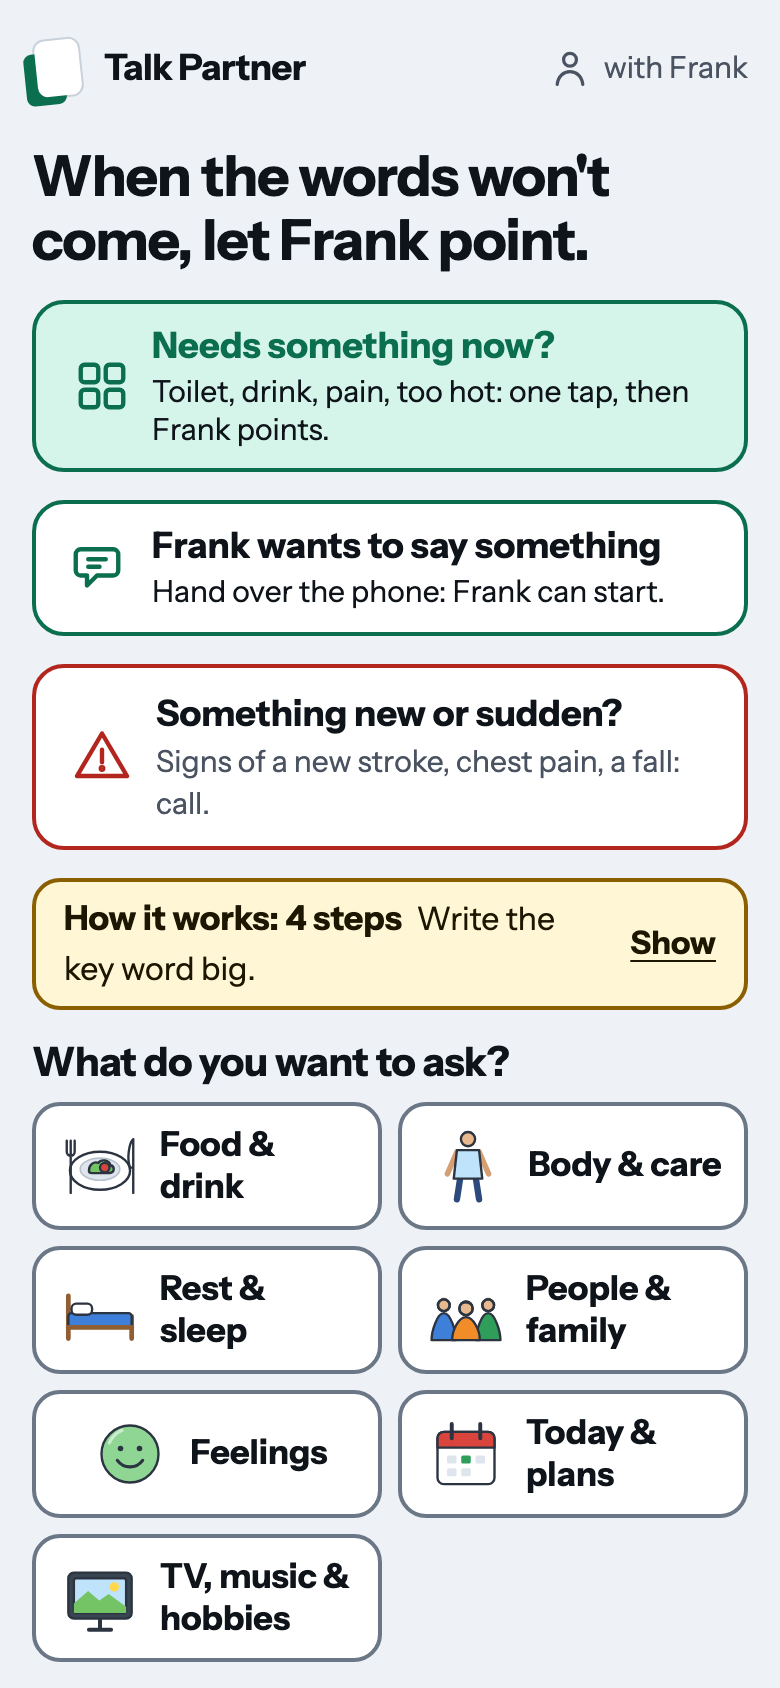 Talk Partner
with Frank
When the words won't
come, let Frank point.
Needs something now?
Toilet, drink, pain, too hot: one tap, then
Frank points.
Frank wants to say something
Hand over the phone: Frank can start.
Something new or sudden?
Signs of a new stroke, chest pain, a fall:
call.
How it works: 4 steps Write the
key word big.
Show
What do you want to ask?
Food &
drink
Body & care
Rest &
sleep
People &
family
Feelings
Today &
plans
TV, music &
hobbies